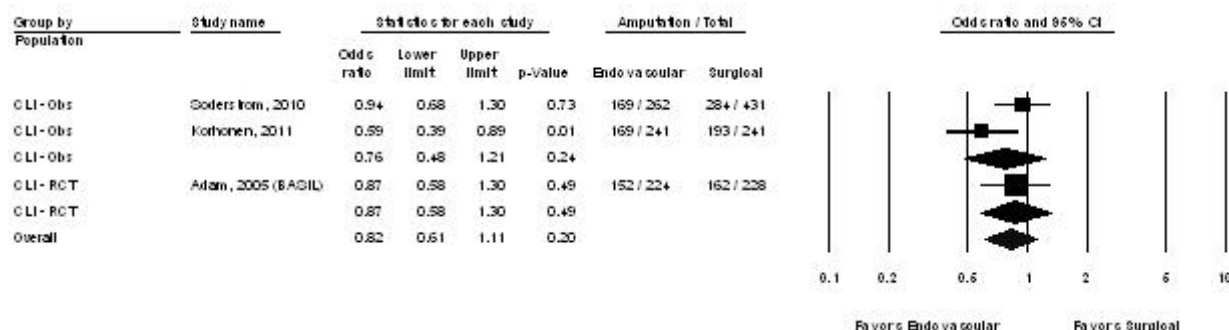 Group by Study name Statistics for each study Amputation / Total Odds ratio and 95% CI
Population
Odds Lower Upper
ratio limit limit p-Value Endovascular Surgical
CLI-Obs Soderstrom, 2010 0.94 0.68 1.30 0.73 169 / 262 284 / 431
CLI-Obs Korhonen, 2011 0.59 0.39 0.89 0.01 169 / 241 193 / 241
CLI-Obs 0.76 0.48 1.21 0.24
CLI-RCT Adam, 2005 (BASIL) 0.87 0.58 1.30 0.49 152 / 224 162 / 228
CLI-RCT 0.87 0.58 1.30 0.49
Overall 0.82 0.61 1.11 0.20
0.1 0.2 0.5 1 2 5 10
Favors Endovascular Favors Surgical